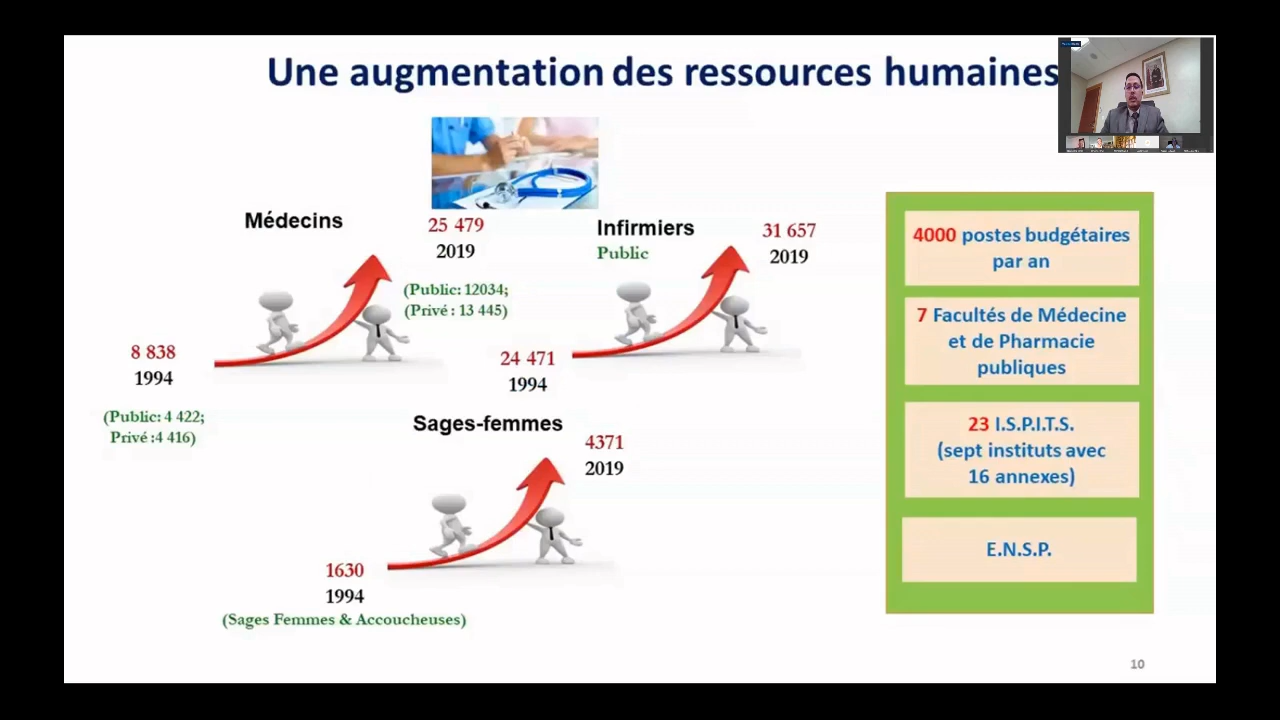 Une augmentation des ressources humaines
Médecins
25 479
2019
(Public: 12034;
(Privé : 13 445)
8 838
1994
(Public: 4 422;
Privé :4 416)
Infirmiers
Public
31 657
2019
24 471
1994
Sages-femmes
4371
2019
1630
1994
(Sages Femmes & Accoucheuses)
4000 postes budgétaires
par an
7 Facultés de Médecine
et de Pharmacie
publiques
23 I.S.P.I.T.S.
(sept instituts avec
16 annexes)
E.N.S.P.
10